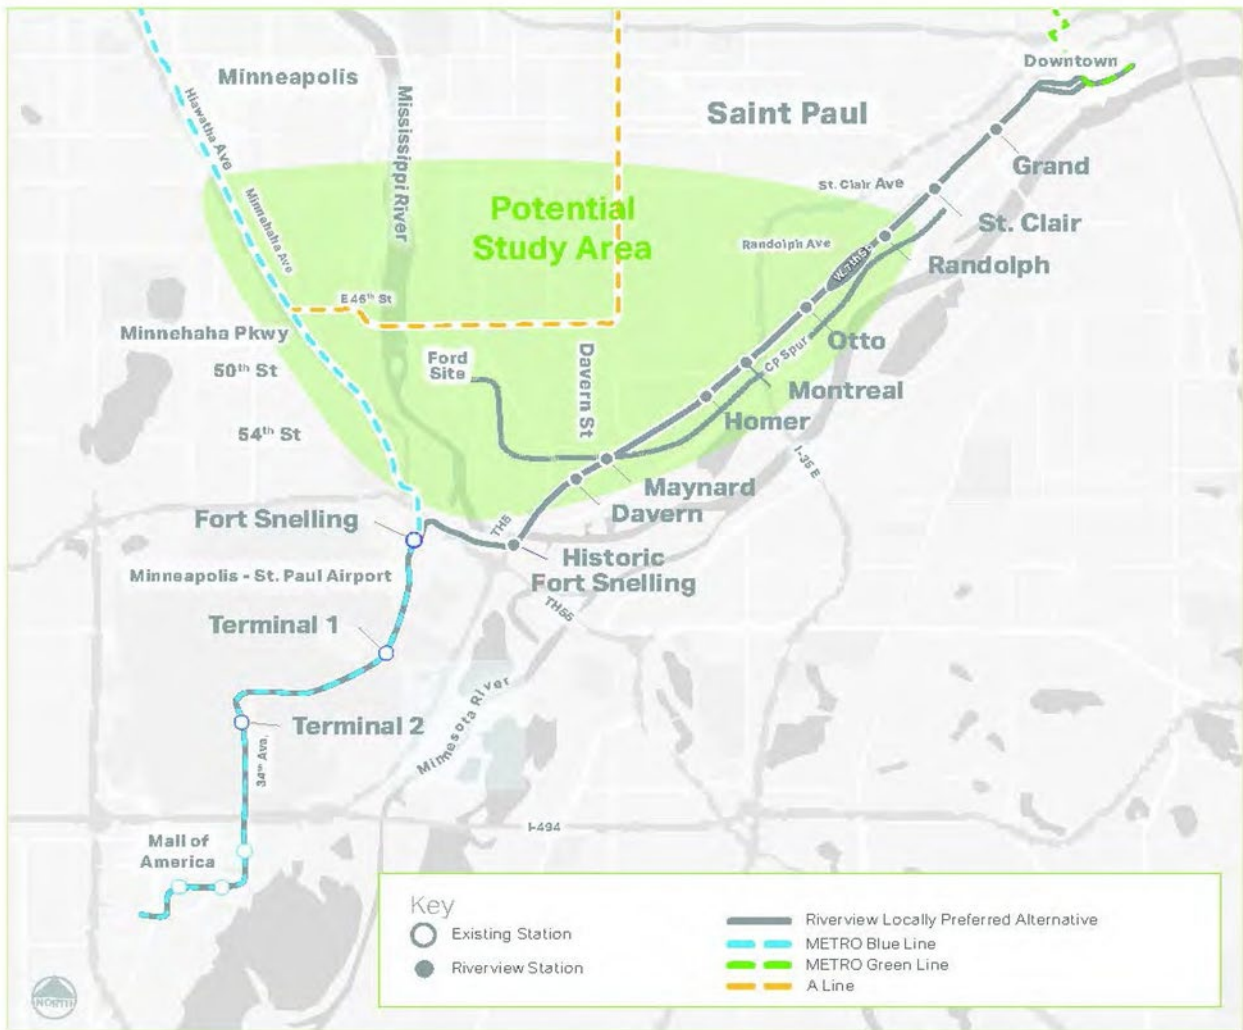 Downtown
Minneapolis
Saint Paul
Hiawatha Ave
Mississippi River
Grand
St. Clair Ave
Minnehaha Ave
Potential
Study Area
St. Clair
Randolph Ave
Randolph
W. 7th St.
E 46th St
Minnehaha Pkwy
Otto
50th St
Ford
Site
Davern St
CP Spur
Montreal
Homer
54th St
I-35 E
Maynard
Davern
Fort Snelling
TH5
Historic
Fort Snelling
Minneapolis - St. Paul Airport
TH55
Terminal 1
Minnesota River
Terminal 2
34th Ave.
I-494
Mall of
America
Key
Existing Station
Riverview Station
Riverview Locally Preferred Alternative
METRO Blue Line
METRO Green Line
A Line
NORTH